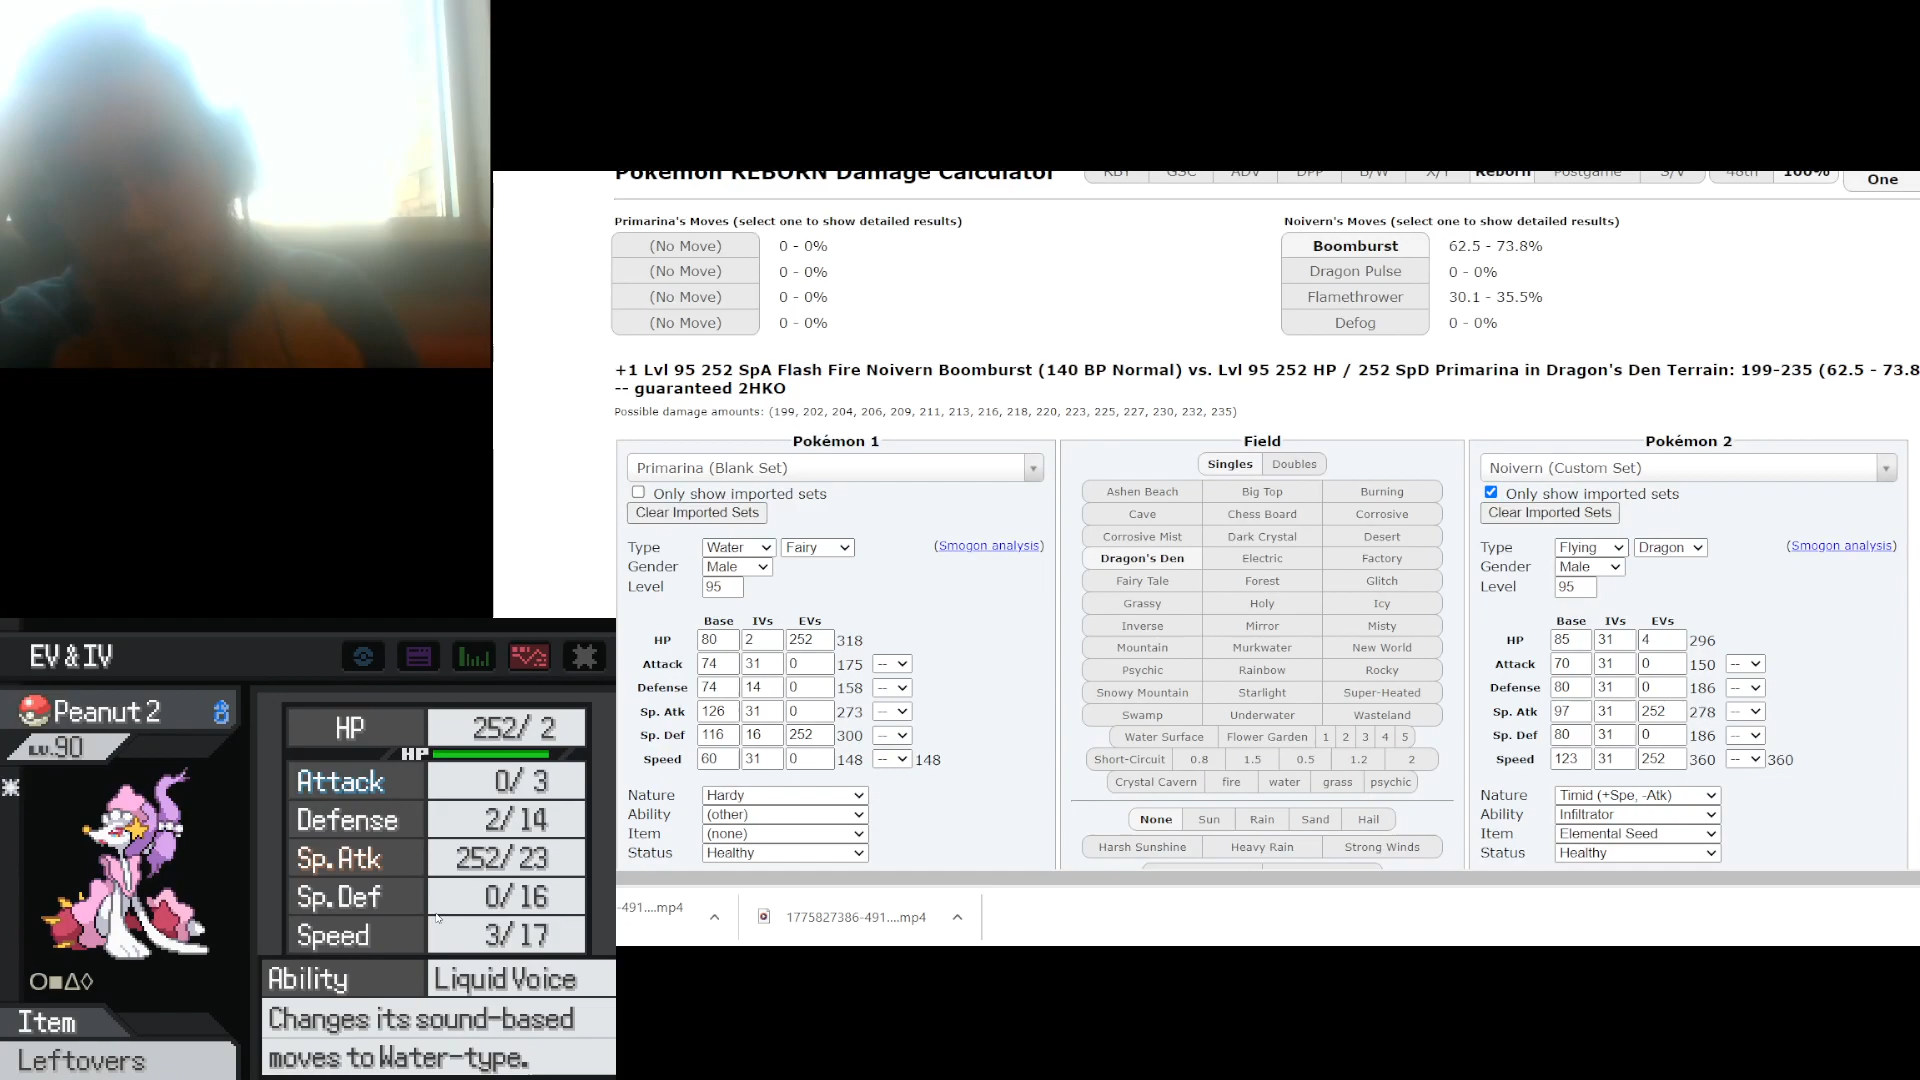 Pokémon REBORN Damage Calculator
RBY GSC ADV DPP B/W X/Y Reborn Postgame S/V 48th 100% One
Primarina's Moves (select one to show detailed results)
(No Move) 0 - 0%
(No Move) 0 - 0%
(No Move) 0 - 0%
(No Move) 0 - 0%
Noivern's Moves (select one to show detailed results)
Boomburst 62.5 - 73.8%
Dragon Pulse 0 - 0%
Flamethrower 30.1 - 35.5%
Defog 0 - 0%
+1 Lvl 95 252 SpA Flash Fire Noivern Boomburst (140 BP Normal) vs. Lvl 95 252 HP / 252 SpD Primarina in Dragon's Den Terrain: 199-235 (62.5 - 73.8
-- guaranteed 2HKO
Possible damage amounts: (199, 202, 204, 206, 209, 211, 213, 216, 218, 220, 223, 225, 227, 230, 232, 235)
Pokémon 1
Primarina (Blank Set)
Only show imported sets
Clear Imported Sets
Type Water Fairy (Smogon analysis)
Gender Male
Level 95
Base IVs EVs
HP 80 2 252 318
Attack 74 31 0 175 --
Defense 74 14 0 158 --
Sp. Atk 126 31 0 273 --
Sp. Def 116 16 252 300 --
Speed 60 31 0 148 -- 148
Nature Hardy
Ability (other)
Item (none)
Status Healthy
Field
Singles Doubles
Ashen Beach Big Top Burning
Cave Chess Board Corrosive
Corrosive Mist Dark Crystal Desert
Dragon's Den Electric Factory
Fairy Tale Forest Glitch
Grassy Holy Icy
Inverse Mirror Misty
Mountain Murkwater New World
Psychic Rainbow Rocky
Snowy Mountain Starlight Super-Heated
Swamp Underwater Wasteland
Water Surface Flower Garden 1 2 3 4 5
Short-Circuit 0.8 1.5 0.5 1.2 2
Crystal Cavern fire water grass psychic
None Sun Rain Sand Hail
Harsh Sunshine Heavy Rain Strong Winds
Pokémon 2
Noivern (Custom Set)
Only show imported sets
Clear Imported Sets
Type Flying Dragon (Smogon analysis)
Gender Male
Level 95
Base IVs EVs
HP 85 31 4 296
Attack 70 31 0 150 --
Defense 80 31 0 186 --
Sp. Atk 97 31 252 278 --
Sp. Def 80 31 0 186 --
Speed 123 31 252 360 -- 360
Nature Timid (+Spe, -Atk)
Ability Infiltrator
Item Elemental Seed
Status Healthy
-491....mp4
1775827386-491....mp4
EV & IV
Peanut 2
Lv.90
HP 252/ 2
HP
Attack 0/ 3
Defense 2/14
Sp.Atk 252/23
Sp.Def 0/16
Speed 3/17
Ability Liquid Voice
Changes its sound-based
moves to Water-type.
Item
Leftovers